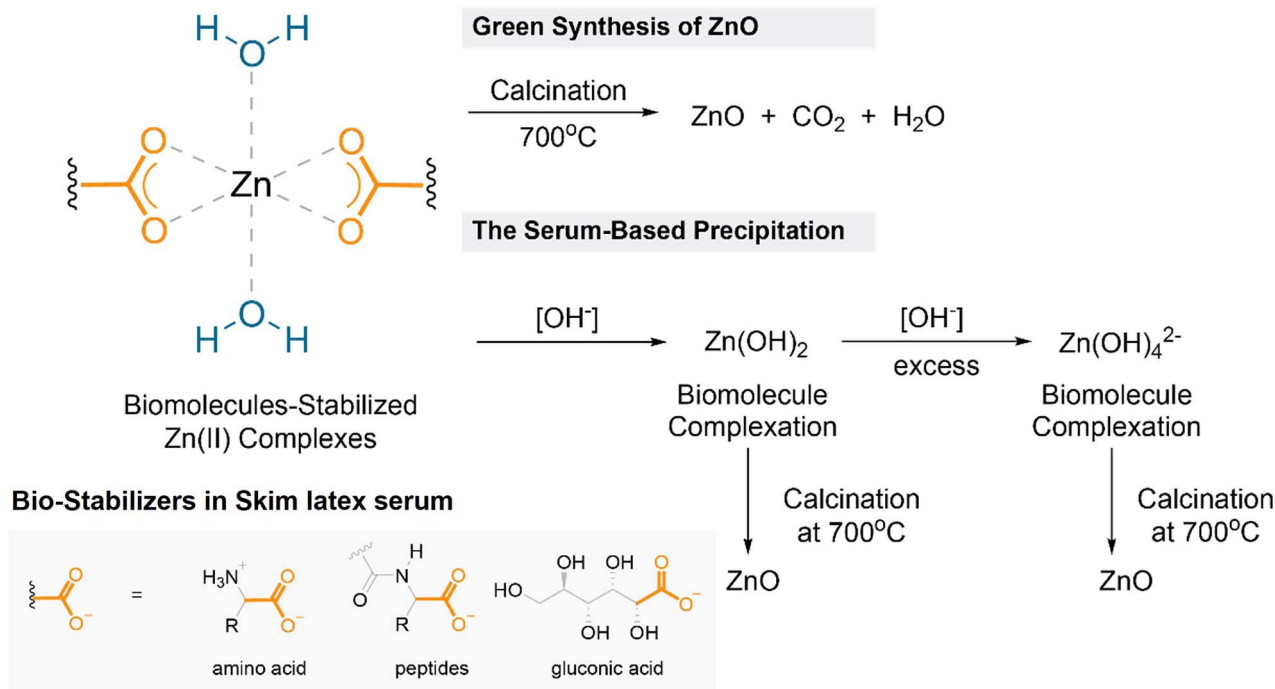 H H
O
O O
Zn
O O
O
H H
Biomolecules-Stabilized
Zn(II) Complexes
Green Synthesis of ZnO
Calcination
700°C
ZnO + CO₂ + H₂O
The Serum-Based Precipitation
[OH⁻]
Zn(OH)₂
[OH⁻]
excess
Zn(OH)₄²⁻
Biomolecule
Complexation
Biomolecule
Complexation
Calcination
at 700°C
Calcination
at 700°C
ZnO
ZnO
Bio-Stabilizers in Skim latex serum
O
O⁻
=
H₃N⁺
O
R
O⁻
amino acid
H
N
O
O
R
O⁻
peptides
OH OH O
HO
O⁻
OH OH
gluconic acid